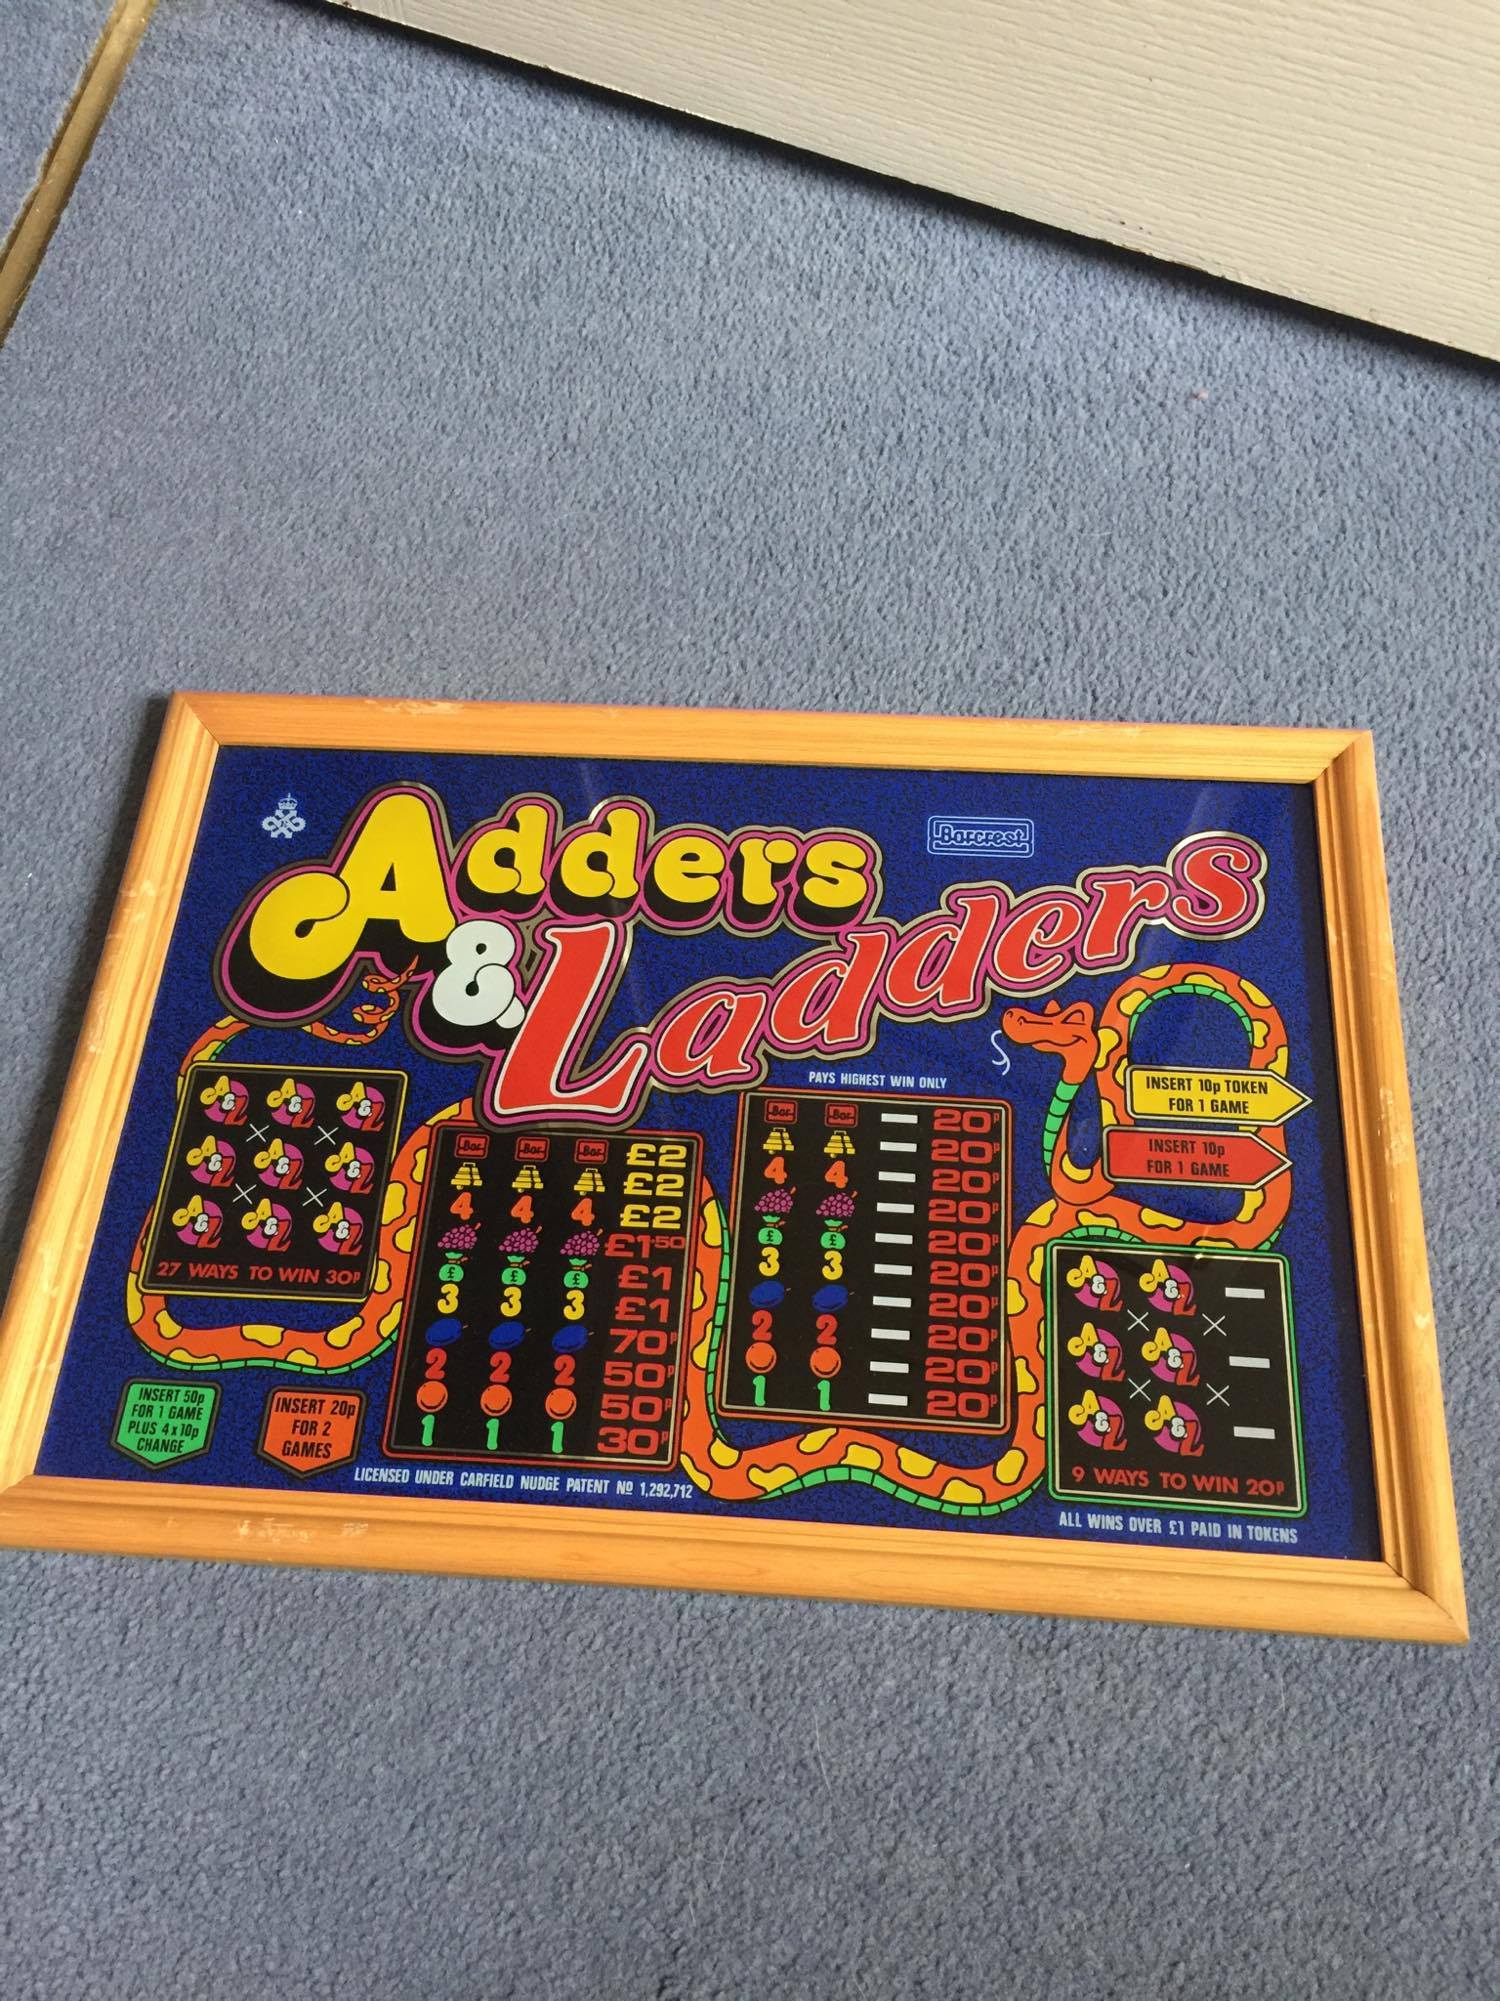 Adders
Barcrest
& Ladders
PAYS HIGHEST WIN ONLY
INSERT 10p TOKEN
FOR 1 GAME
INSERT 10p
FOR 1 GAME
A&L A&L A&L
A&L A&L A&L
A&L A&L A&L
27 WAYS TO WIN 30p
Bar Bar Bar £2
£2
4 4 4 £2
£1·50
£ £ £ £1
3 3 3 £1
70p
2 2 2 50p
50p
1 1 1 30p
Bar Bar — 20p
— 20p
4 4 — 20p
— 20p
£ £ — 20p
3 3 — 20p
— 20p
2 2 — 20p
— 20p
1 1 — 20p
A&L A&L —
A&L A&L —
A&L A&L —
9 WAYS TO WIN 20p
INSERT 50p
FOR 1 GAME
PLUS 4 x 10p
CHANGE
INSERT 20p
FOR 2
GAMES
LICENSED UNDER CARFIELD NUDGE PATENT No 1,292,712
ALL WINS OVER £1 PAID IN TOKENS